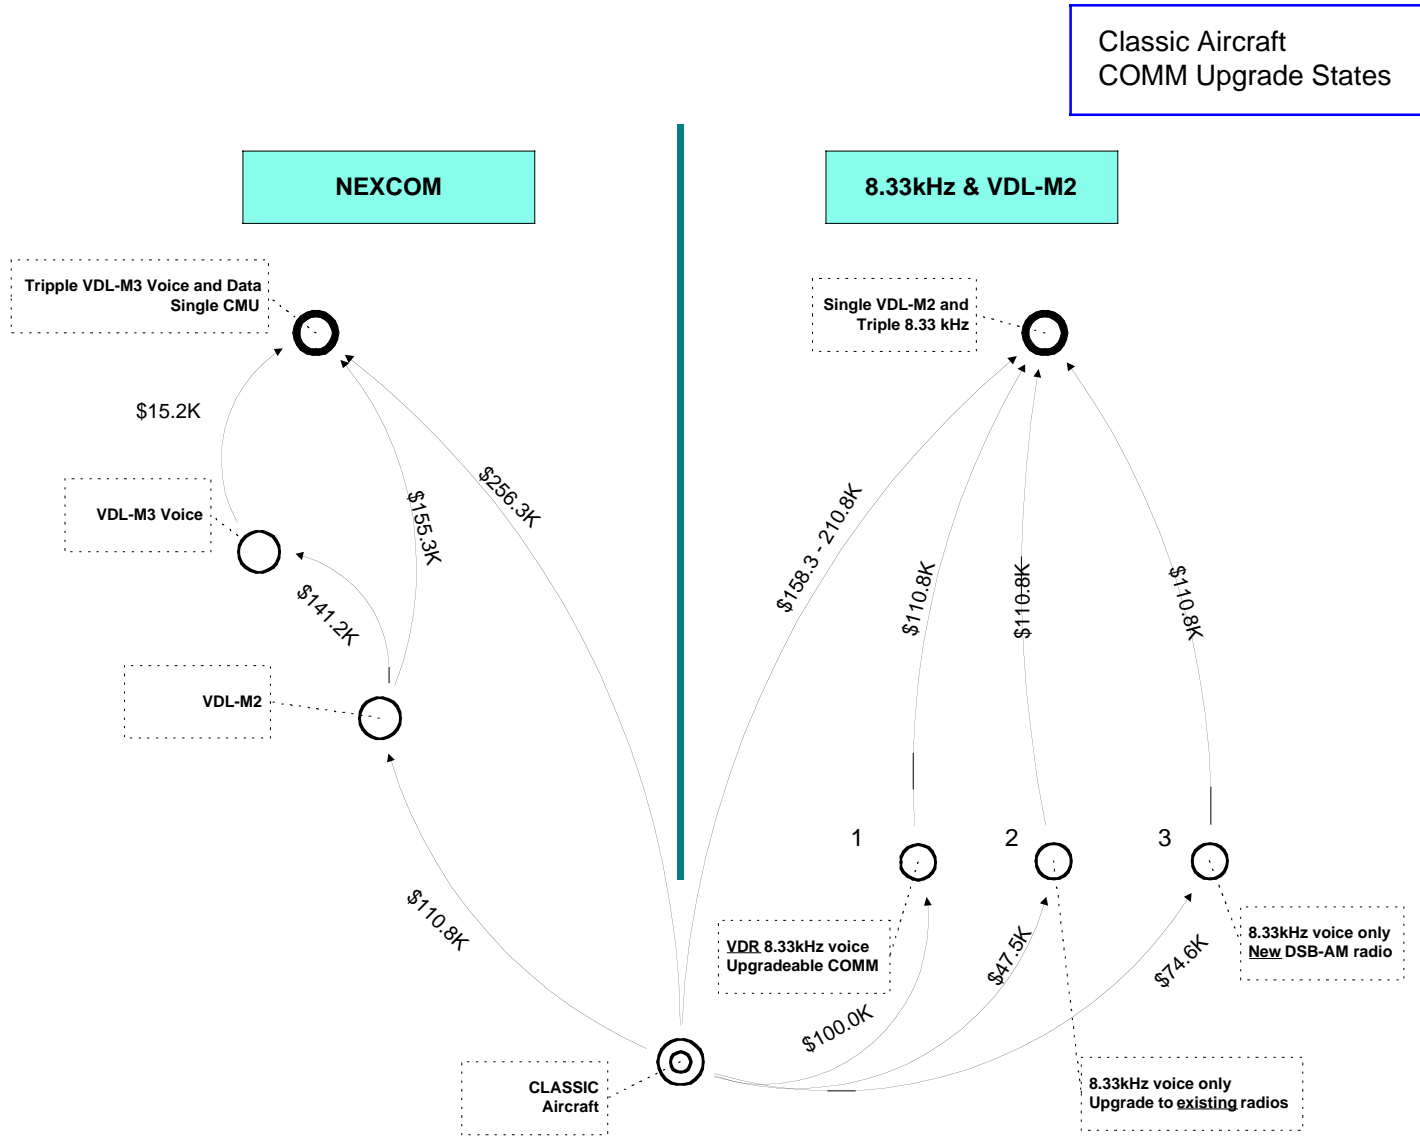 Classic Aircraft
COMM Upgrade States
NEXCOM
8.33kHz & VDL-M2
Tripple VDL-M3 Voice and Data
Single CMU
Single VDL-M2 and
Triple 8.33 kHz
$15.2K
$256.3K
$155.3K
$158.3 - 210.8K
VDL-M3 Voice
$141.2K
$110.8K
$110.8K
$110.8K
VDL-M2
1
2
3
$110.8K
VDR 8.33kHz voice
Upgradeable COMM
$47.5K
$74.6K
8.33kHz voice only
New DSB-AM radio
$100.0K
CLASSIC
Aircraft
8.33kHz voice only
Upgrade to existing radios